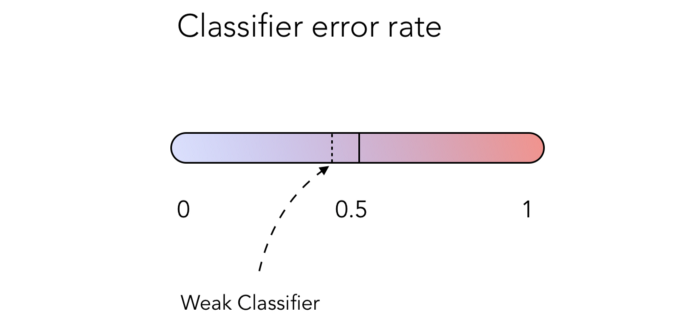 Classifier error rate
0 0.5 1
Weak Classifier